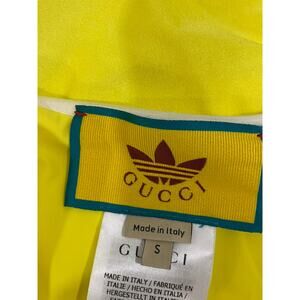 GUCCI
Made in Italy
S
GUCCI
MADE IN ITALY / FABRIQUÉ EN
ITALIE / HECHO EN ITALIA /
HERGESTELLT IN ITALIEN